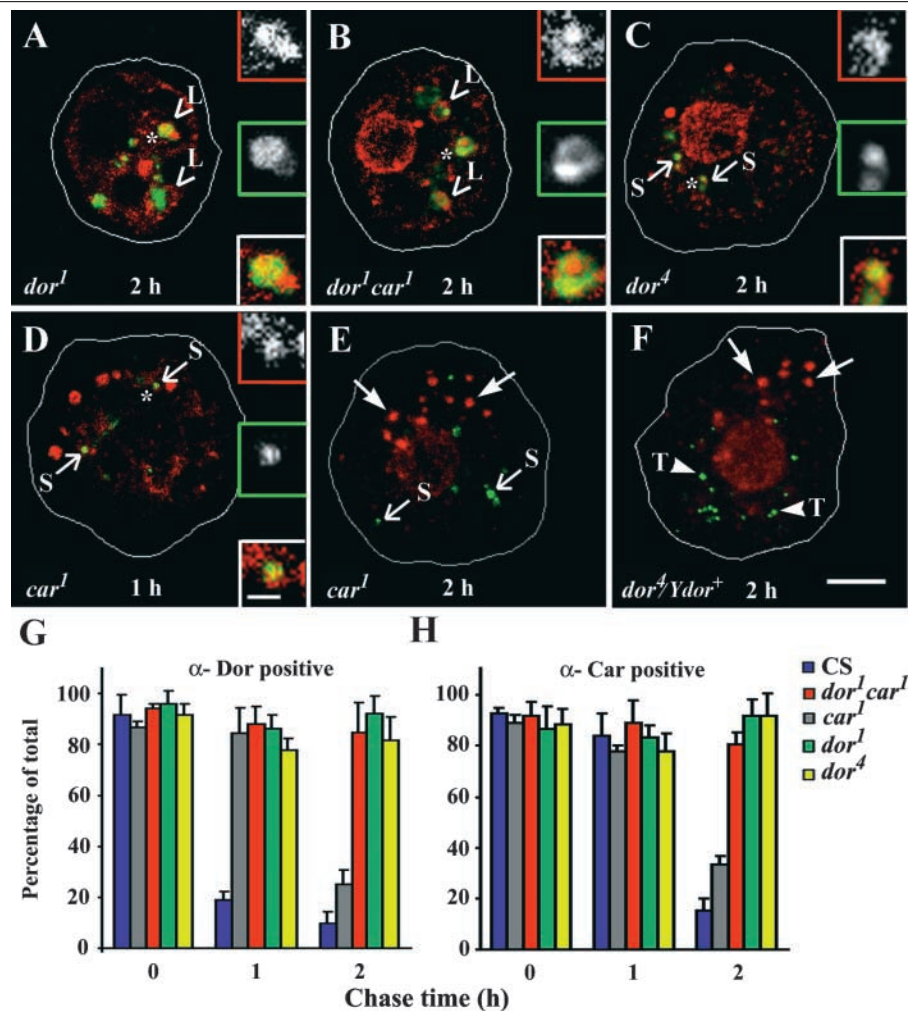 A
L
*
L
dor¹
2 h
B
L
*
L
dor¹car¹
2 h
C
S
*
S
dor⁴
2 h
D
S
*
S
car¹
1 h
E
S
S
car¹
2 h
F
T
T
dor⁴/Ydor⁺
2 h
G
α- Dor positive
Percentage of total
100
80
60
40
20
0
0
1
2
H
α- Car positive
100
80
60
40
20
0
0
1
2
Chase time (h)
CS
dor¹car¹
car¹
dor¹
dor⁴